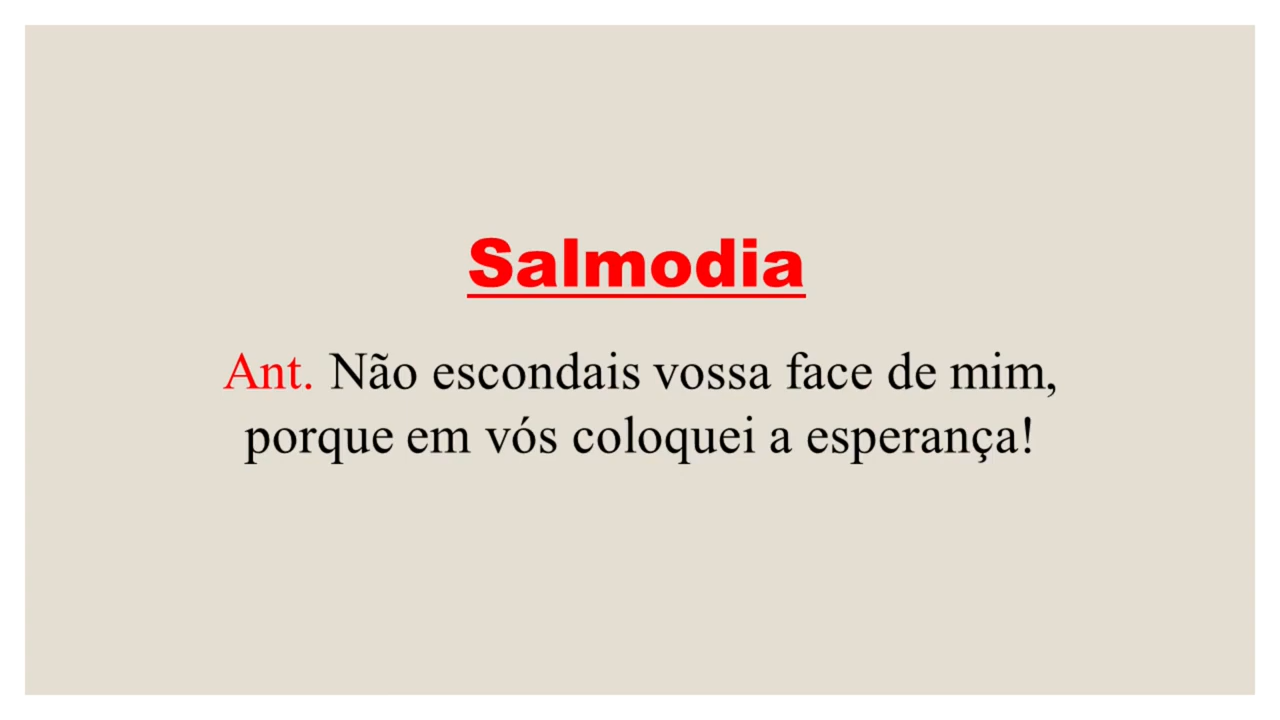 Salmodia
Ant. Não escondais vossa face de mim,
porque em vós coloquei a esperança!